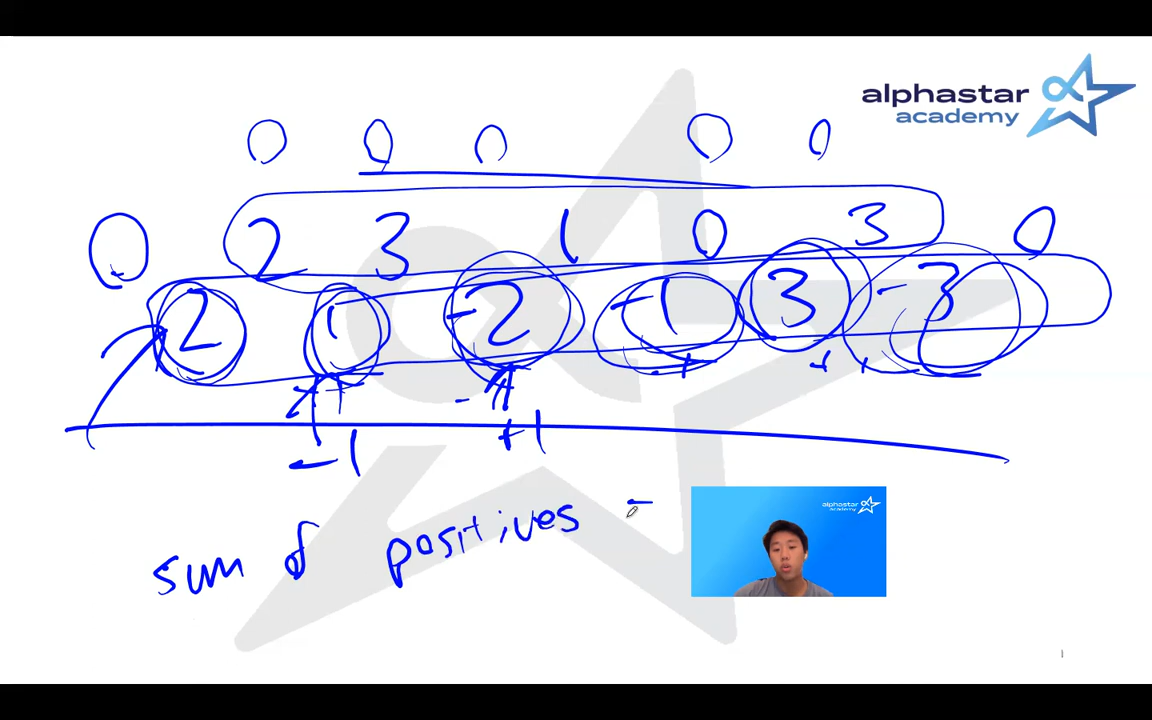 alphastar
academy
0 0 0 0 0
0 2 3 1 0 3 0
2 1 -2 -1 3 -3
-1 +1
sum of positives =
alphastar
academy
1